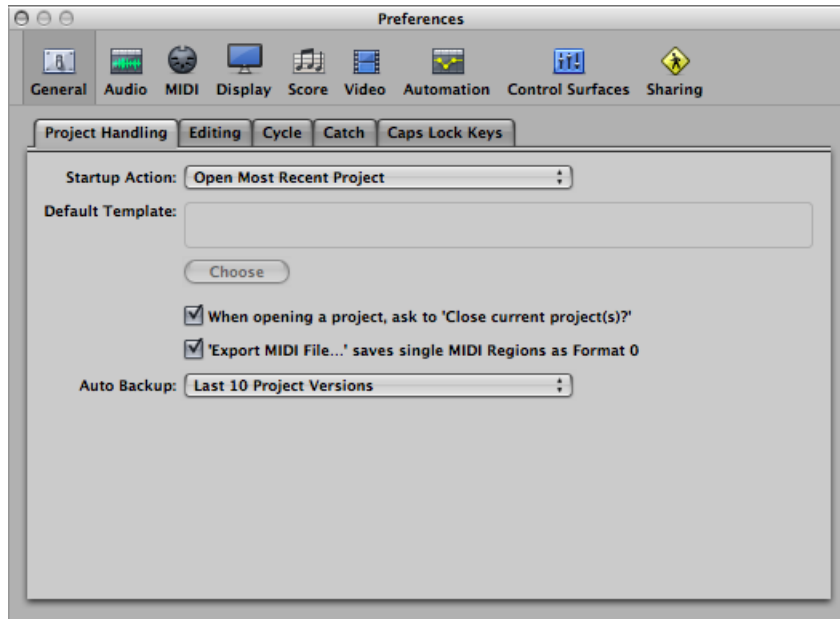 Preferences
General Audio MIDI Display Score Video Automation Control Surfaces Sharing
Project Handling Editing Cycle Catch Caps Lock Keys
Startup Action: Open Most Recent Project
Default Template:
Choose
When opening a project, ask to 'Close current project(s)?'
'Export MIDI File...' saves single MIDI Regions as Format 0
Auto Backup: Last 10 Project Versions